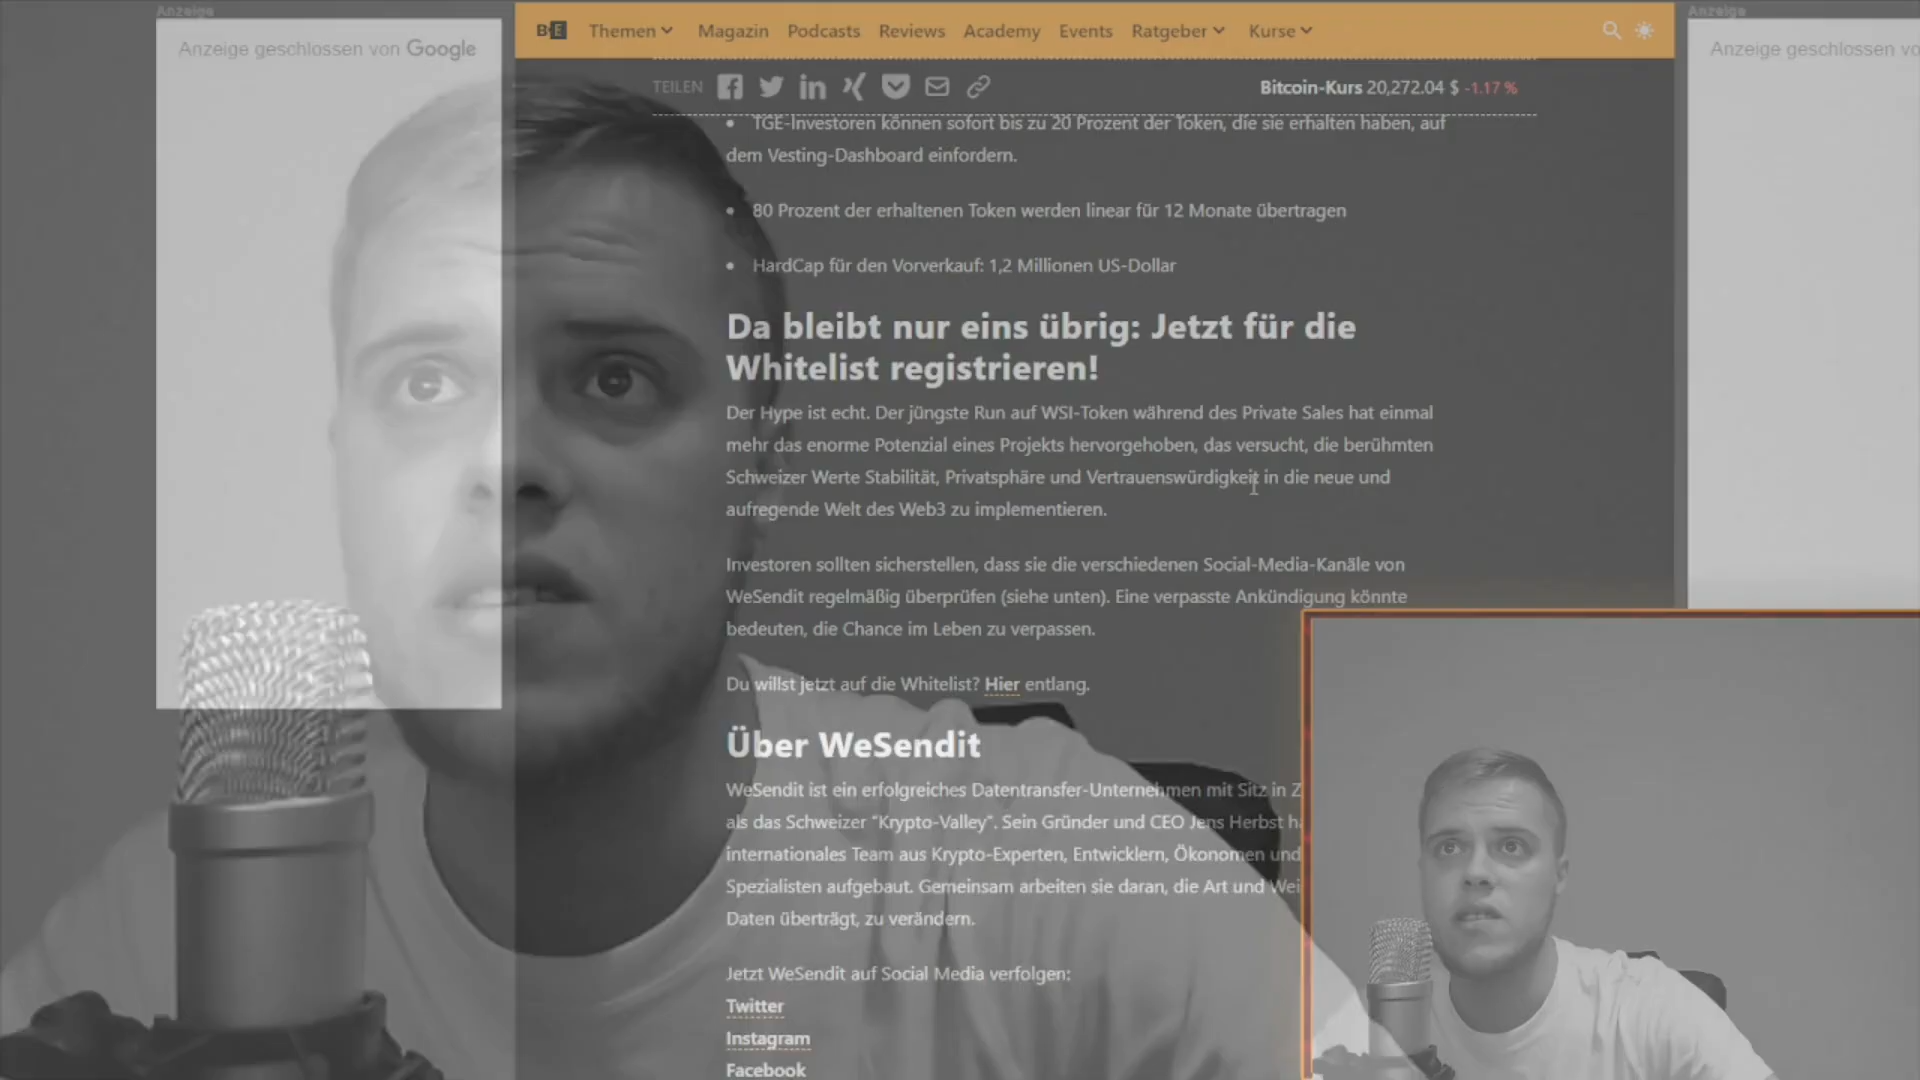 Anzeige
Anzeige
Anzeige geschlossen von Google
Anzeige geschlossen vo
B|E Themen Magazin Podcasts Reviews Academy Events Ratgeber Kurse
TEILEN
Bitcoin-Kurs 20,272.04 $ -1.17 %
• TGE-Investoren können sofort bis zu 20 Prozent der Token, die sie erhalten haben, auf
dem Vesting-Dashboard einfordern.
• 80 Prozent der erhaltenen Token werden linear für 12 Monate übertragen
• HardCap für den Vorverkauf: 1,2 Millionen US-Dollar
Da bleibt nur eins übrig: Jetzt für die
Whitelist registrieren!
Der Hype ist echt. Der jüngste Run auf WSI-Token während des Private Sales hat einmal
mehr das enorme Potenzial eines Projekts hervorgehoben, das versucht, die berühmten
Schweizer Werte Stabilität, Privatsphäre und Vertrauenswürdigkeit in die neue und
aufregende Welt des Web3 zu implementieren.
Investoren sollten sicherstellen, dass sie die verschiedenen Social-Media-Kanäle von
WeSendit regelmäßig überprüfen (siehe unten). Eine verpasste Ankündigung könnte
bedeuten, die Chance im Leben zu verpassen.
Du willst jetzt auf die Whitelist? Hier entlang.
Über WeSendit
WeSendit ist ein erfolgreiches Datentransfer-Unternehmen mit Sitz in Z
als das Schweizer “Krypto-Valley”. Sein Gründer und CEO Jens Herbst ha
internationales Team aus Krypto-Experten, Entwicklern, Ökonomen und
Spezialisten aufgebaut. Gemeinsam arbeiten sie daran, die Art und Wei
Daten überträgt, zu verändern.
Jetzt WeSendit auf Social Media verfolgen:
Twitter
Instagram
Facebook